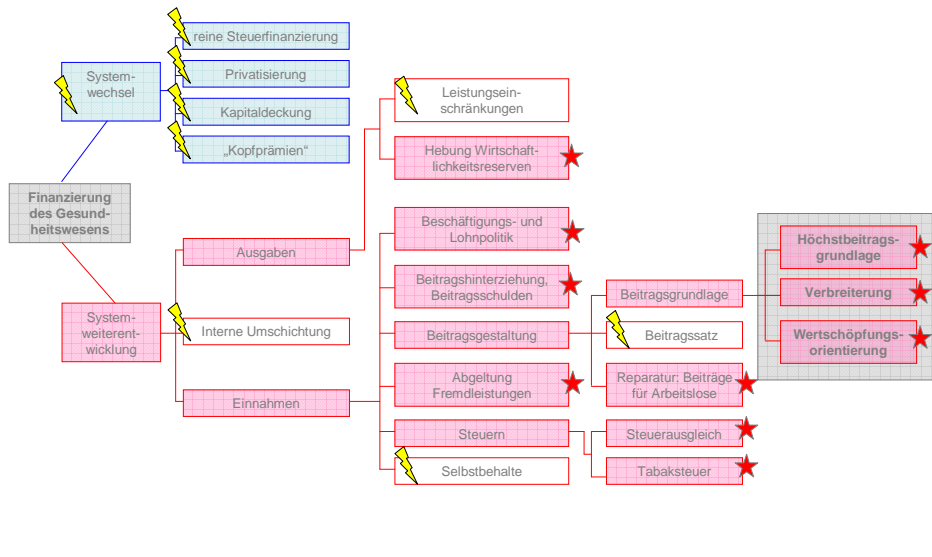 reine Steuerfinanzierung
System-
wechsel
Privatisierung
Kapitaldeckung
„Kopfprämien“
Leistungsein-
schränkungen
Hebung Wirtschaft-
lichkeitsreserven
Finanzierung
des Gesund-
heitswesens
Beschäftigungs- und
Lohnpolitik
Ausgaben
Höchstbeitrags-
grundlage
Beitragshinterziehung,
Beitragsschulden
Beitragsgrundlage
Verbreiterung
System-
weiterent-
wicklung
Interne Umschichtung
Beitragsgestaltung
Beitragssatz
Wertschöpfungs-
orientierung
Abgeltung
Fremdleistungen
Reparatur: Beiträge
für Arbeitslose
Einnahmen
Steuern
Steuerausgleich
Selbstbehalte
Tabaksteuer